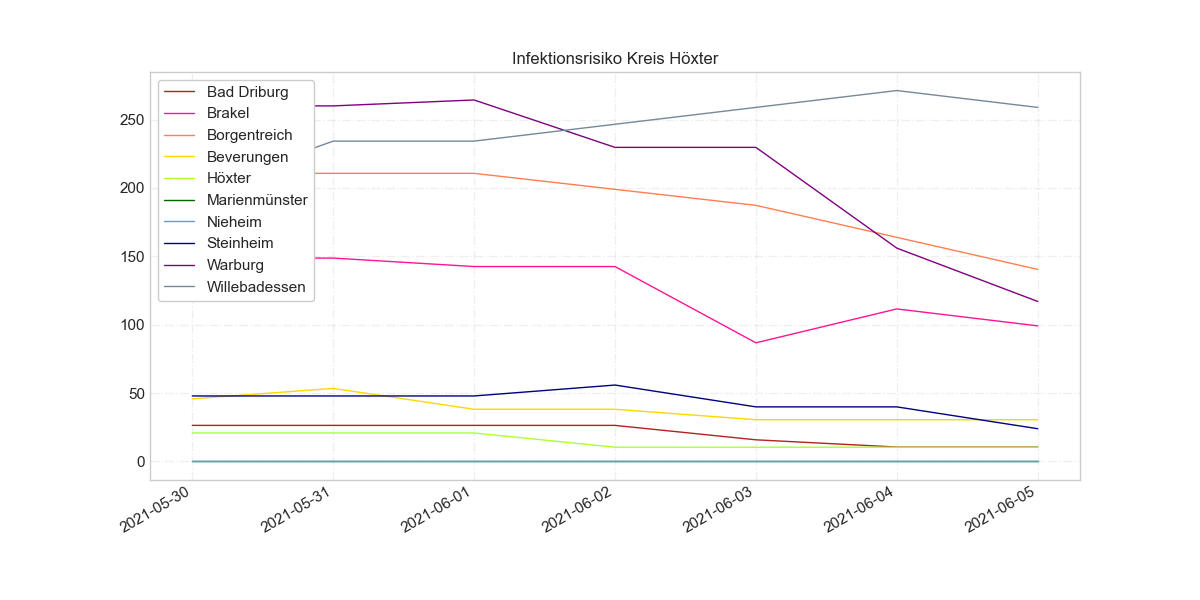 Infektionsrisiko Kreis Höxter
Bad Driburg
Brakel
Borgentreich
Beverungen
Höxter
Marienmünster
Nieheim
Steinheim
Warburg
Willebadessen
250
200
150
100
50
0
2021-05-30
2021-05-31
2021-06-01
2021-06-02
2021-06-03
2021-06-04
2021-06-05